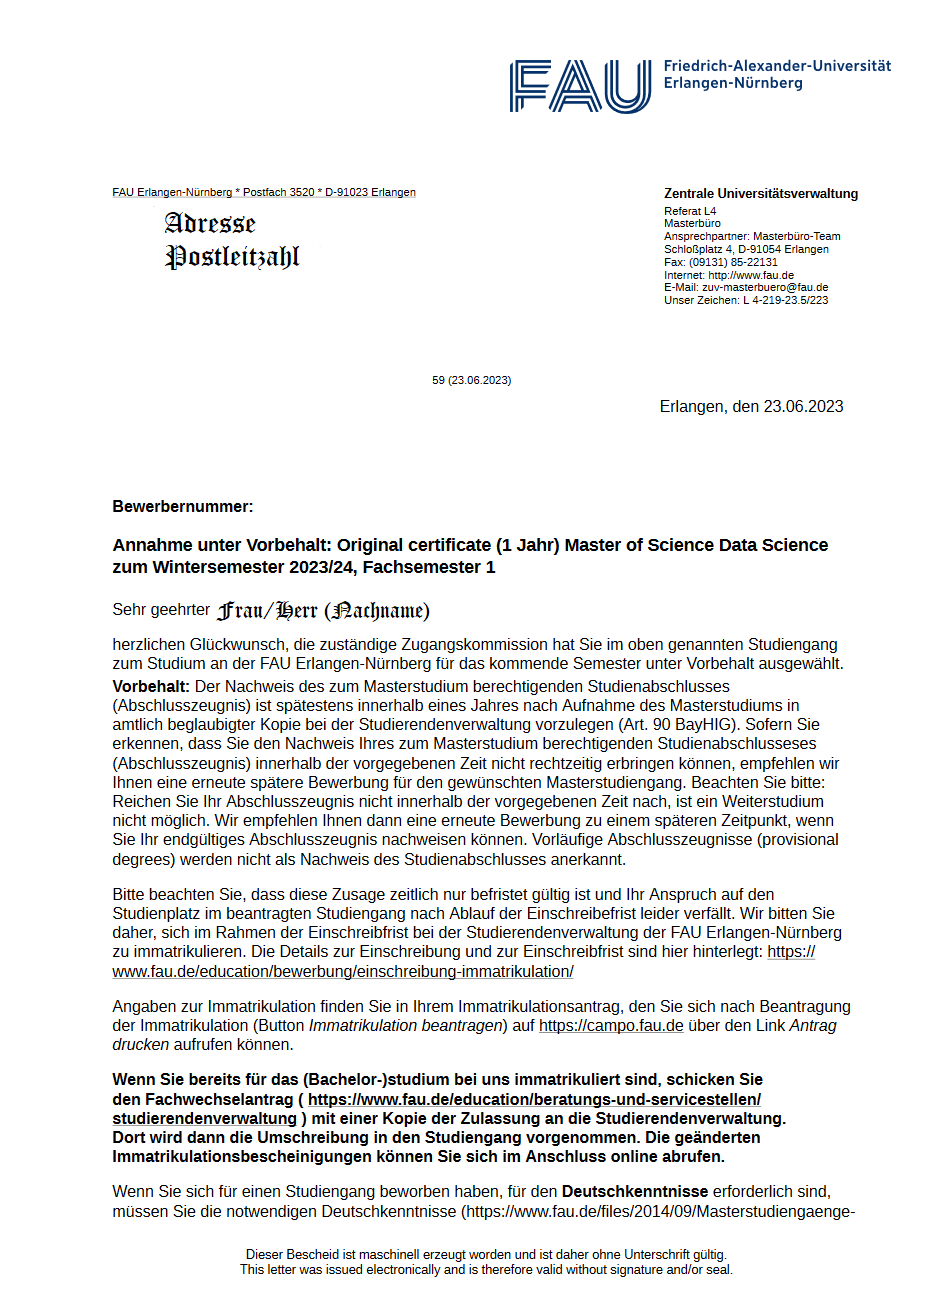 FAU Friedrich-Alexander-Universität
Erlangen-Nürnberg
FAU Erlangen-Nürnberg * Postfach 3520 * D-91023 Erlangen
Adresse
Postleitzahl
Zentrale Universitätsverwaltung
Referat L4
Masterbüro
Ansprechpartner: Masterbüro-Team
Schloßplatz 4, D-91054 Erlangen
Fax: (09131) 85-22131
Internet: http://www.fau.de
E-Mail: zuv-masterbuero@fau.de
Unser Zeichen: L 4-219-23.5/223
59 (23.06.2023)
Erlangen, den 23.06.2023
Bewerbernummer:
Annahme unter Vorbehalt: Original certificate (1 Jahr) Master of Science Data Science
zum Wintersemester 2023/24, Fachsemester 1
Sehr geehrter Frau/Herr (Nachname)
herzlichen Glückwunsch, die zuständige Zugangskommission hat Sie im oben genannten Studiengang
zum Studium an der FAU Erlangen-Nürnberg für das kommende Semester unter Vorbehalt ausgewählt.
Vorbehalt: Der Nachweis des zum Masterstudium berechtigenden Studienabschlusses
(Abschlusszeugnis) ist spätestens innerhalb eines Jahres nach Aufnahme des Masterstudiums in
amtlich beglaubigter Kopie bei der Studierendenverwaltung vorzulegen (Art. 90 BayHIG). Sofern Sie
erkennen, dass Sie den Nachweis Ihres zum Masterstudium berechtigenden Studienabschlusseses
(Abschlusszeugnis) innerhalb der vorgegebenen Zeit nicht rechtzeitig erbringen können, empfehlen wir
Ihnen eine erneute spätere Bewerbung für den gewünschten Masterstudiengang. Beachten Sie bitte:
Reichen Sie Ihr Abschlusszeugnis nicht innerhalb der vorgegebenen Zeit nach, ist ein Weiterstudium
nicht möglich. Wir empfehlen Ihnen dann eine erneute Bewerbung zu einem späteren Zeitpunkt, wenn
Sie Ihr endgültiges Abschlusszeugnis nachweisen können. Vorläufige Abschlusszeugnisse (provisional
degrees) werden nicht als Nachweis des Studienabschlusses anerkannt.
Bitte beachten Sie, dass diese Zusage zeitlich nur befristet gültig ist und Ihr Anspruch auf den
Studienplatz im beantragten Studiengang nach Ablauf der Einschreibefrist leider verfällt. Wir bitten Sie
daher, sich im Rahmen der Einschreibfrist bei der Studierendenverwaltung der FAU Erlangen-Nürnberg
zu immatrikulieren. Die Details zur Einschreibung und zur Einschreibfrist sind hier hinterlegt: https://
www.fau.de/education/bewerbung/einschreibung-immatrikulation/
Angaben zur Immatrikulation finden Sie in Ihrem Immatrikulationsantrag, den Sie sich nach Beantragung
der Immatrikulation (Button Immatrikulation beantragen) auf https://campo.fau.de über den Link Antrag
drucken aufrufen können.
Wenn Sie bereits für das (Bachelor-)studium bei uns immatrikuliert sind, schicken Sie
den Fachwechselantrag ( https://www.fau.de/education/beratungs-und-servicestellen/
studierendenverwaltung ) mit einer Kopie der Zulassung an die Studierendenverwaltung.
Dort wird dann die Umschreibung in den Studiengang vorgenommen. Die geänderten
Immatrikulationsbescheinigungen können Sie sich im Anschluss online abrufen.
Wenn Sie sich für einen Studiengang beworben haben, für den Deutschkenntnisse erforderlich sind,
müssen Sie die notwendigen Deutschkenntnisse (https://www.fau.de/files/2014/09/Masterstudiengaenge-
Dieser Bescheid ist maschinell erzeugt worden und ist daher ohne Unterschrift gültig.
This letter was issued electronically and is therefore valid without signature and/or seal.